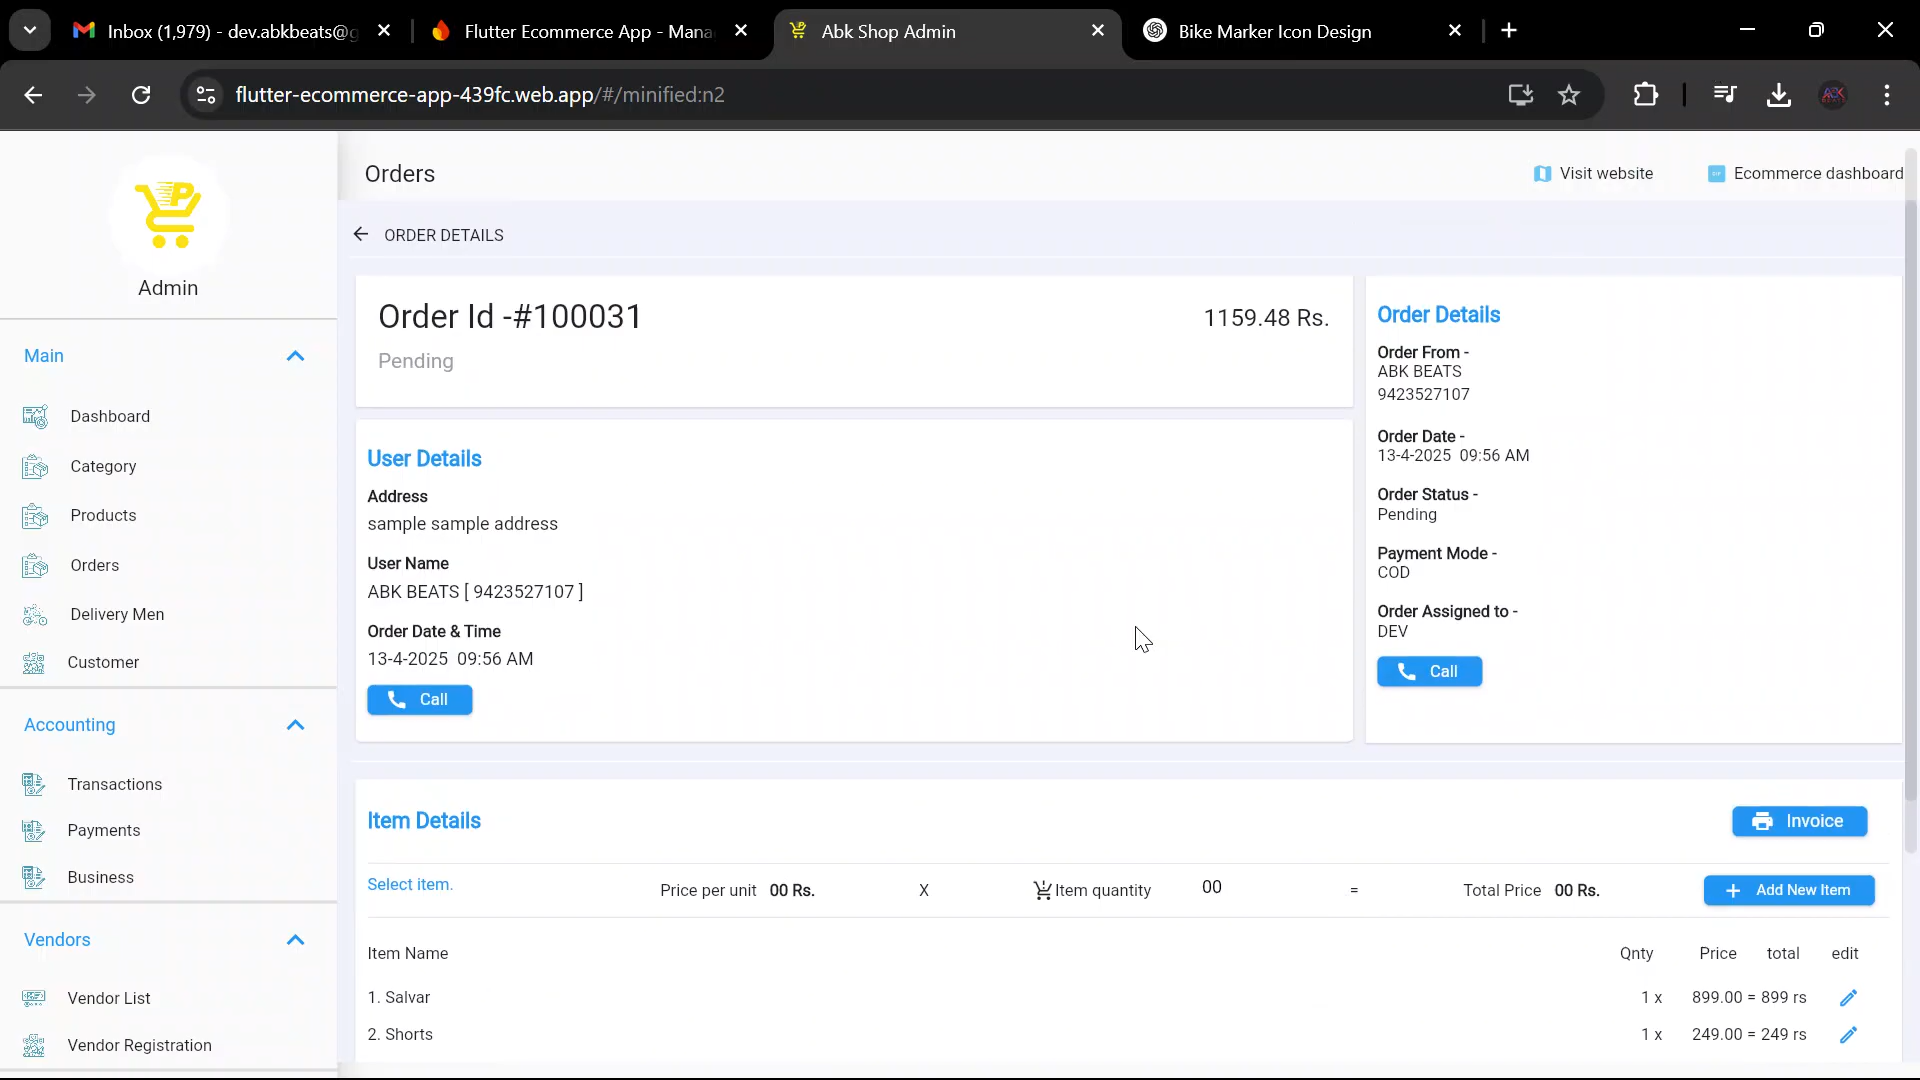 Inbox (1,979) - dev.abkbeats@g
Flutter Ecommerce App - Mana
Abk Shop Admin
Bike Marker Icon Design
flutter-ecommerce-app-439fc.web.app/#/minified:n2
P
Admin
Main
Dashboard
Category
Products
Orders
Delivery Men
Customer
Accounting
Transactions
Payments
Business
Vendors
Vendor List
Vendor Registration
Orders
Visit website
Ecommerce dashboard
ORDER DETAILS
Order Id -#100031
1159.48 Rs.
Pending
User Details
Address
sample sample address
User Name
ABK BEATS [ 9423527107 ]
Order Date & Time
13-4-2025 09:56 AM
Call
Order Details
Order From -
ABK BEATS
9423527107
Order Date -
13-4-2025 09:56 AM
Order Status -
Pending
Payment Mode -
COD
Order Assigned to -
DEV
Call
Item Details
Invoice
Select item. Price per unit 00 Rs. X Item quantity 00 = Total Price 00 Rs. Add New Item
Item Name Qnty Price total edit
1. Salvar 1 x 899.00 = 899 rs
2. Shorts 1 x 249.00 = 249 rs